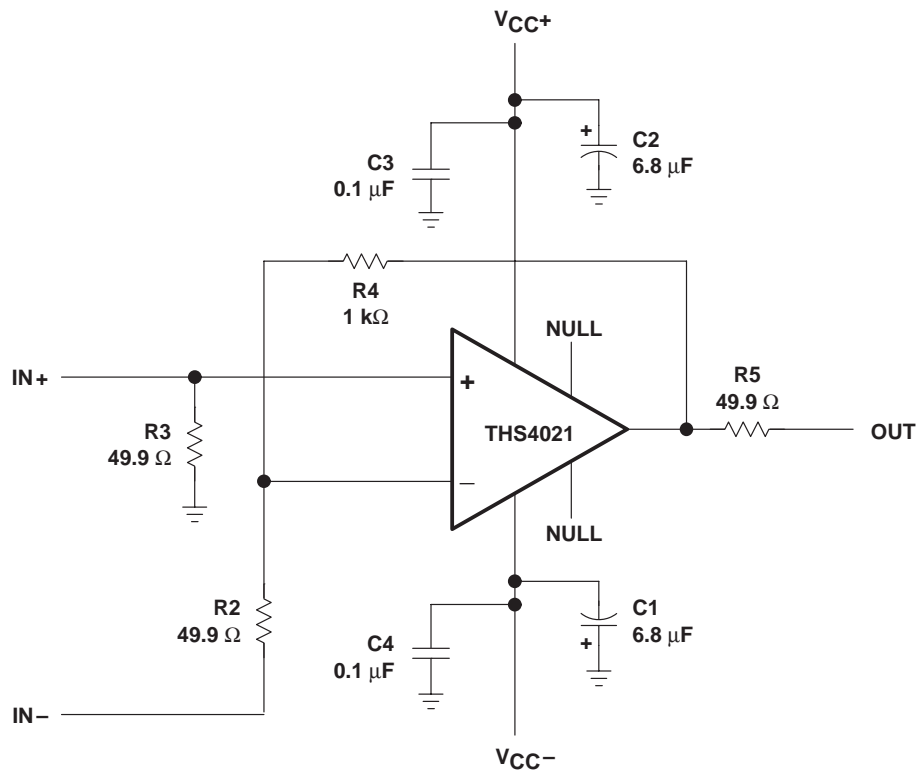 VCC+
+
C2
6.8 μF
C3
0.1 μF
R4
1 kΩ
NULL
IN+
+
R5
49.9 Ω
R3
49.9 Ω
THS4021
OUT
−
NULL
R2
49.9 Ω
C1
6.8 μF
+
C4
0.1 μF
IN−
VCC−